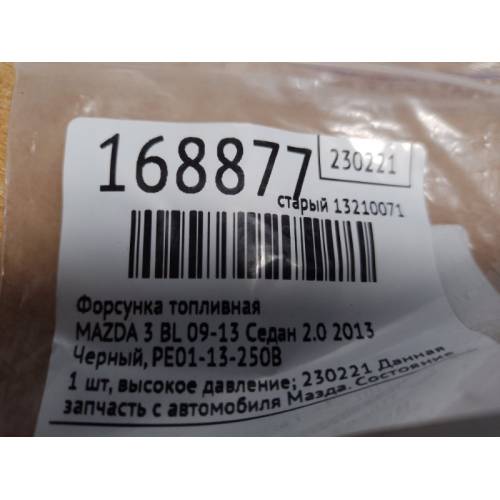 168877
230221
старый 13210071
Форсунка топливная
MAZDA 3 BL 09-13 Седан 2.0 2013
Черный, PE01-13-250B
1 шт, высокое давление; 230221 Данная
запчасть с автомобиля Мазда. Состояние